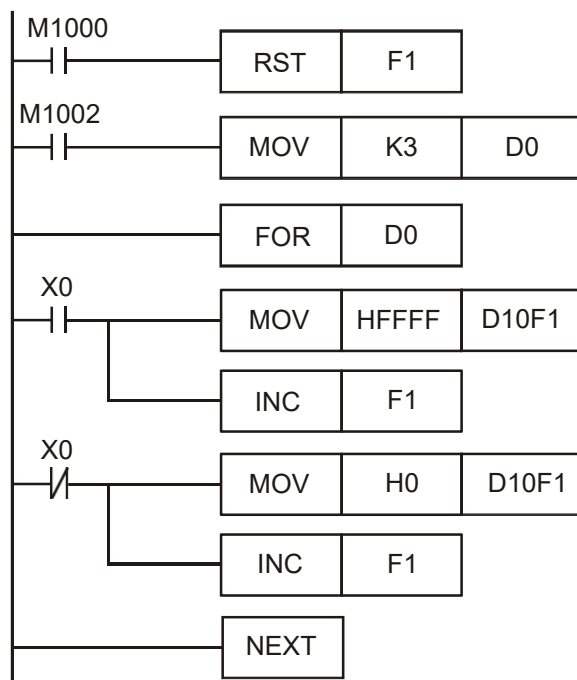 M1000
RST F1
M1002
MOV K3 D0
FOR D0
X0
MOV HFFFF D10F1
INC F1
X0
MOV H0 D10F1
INC F1
NEXT